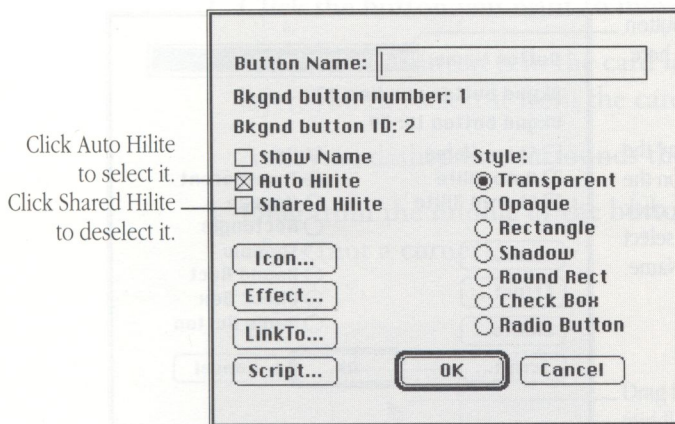 Button Name:
Bkgnd button number: 1
Bkgnd button ID: 2
Click Auto Hilite
to select it.
Click Shared Hilite
to deselect it.
Show Name
Auto Hilite
Shared Hilite
Style:
Transparent
Opaque
Rectangle
Shadow
Round Rect
Check Box
Radio Button
Icon...
Effect...
LinkTo...
Script...
OK
Cancel